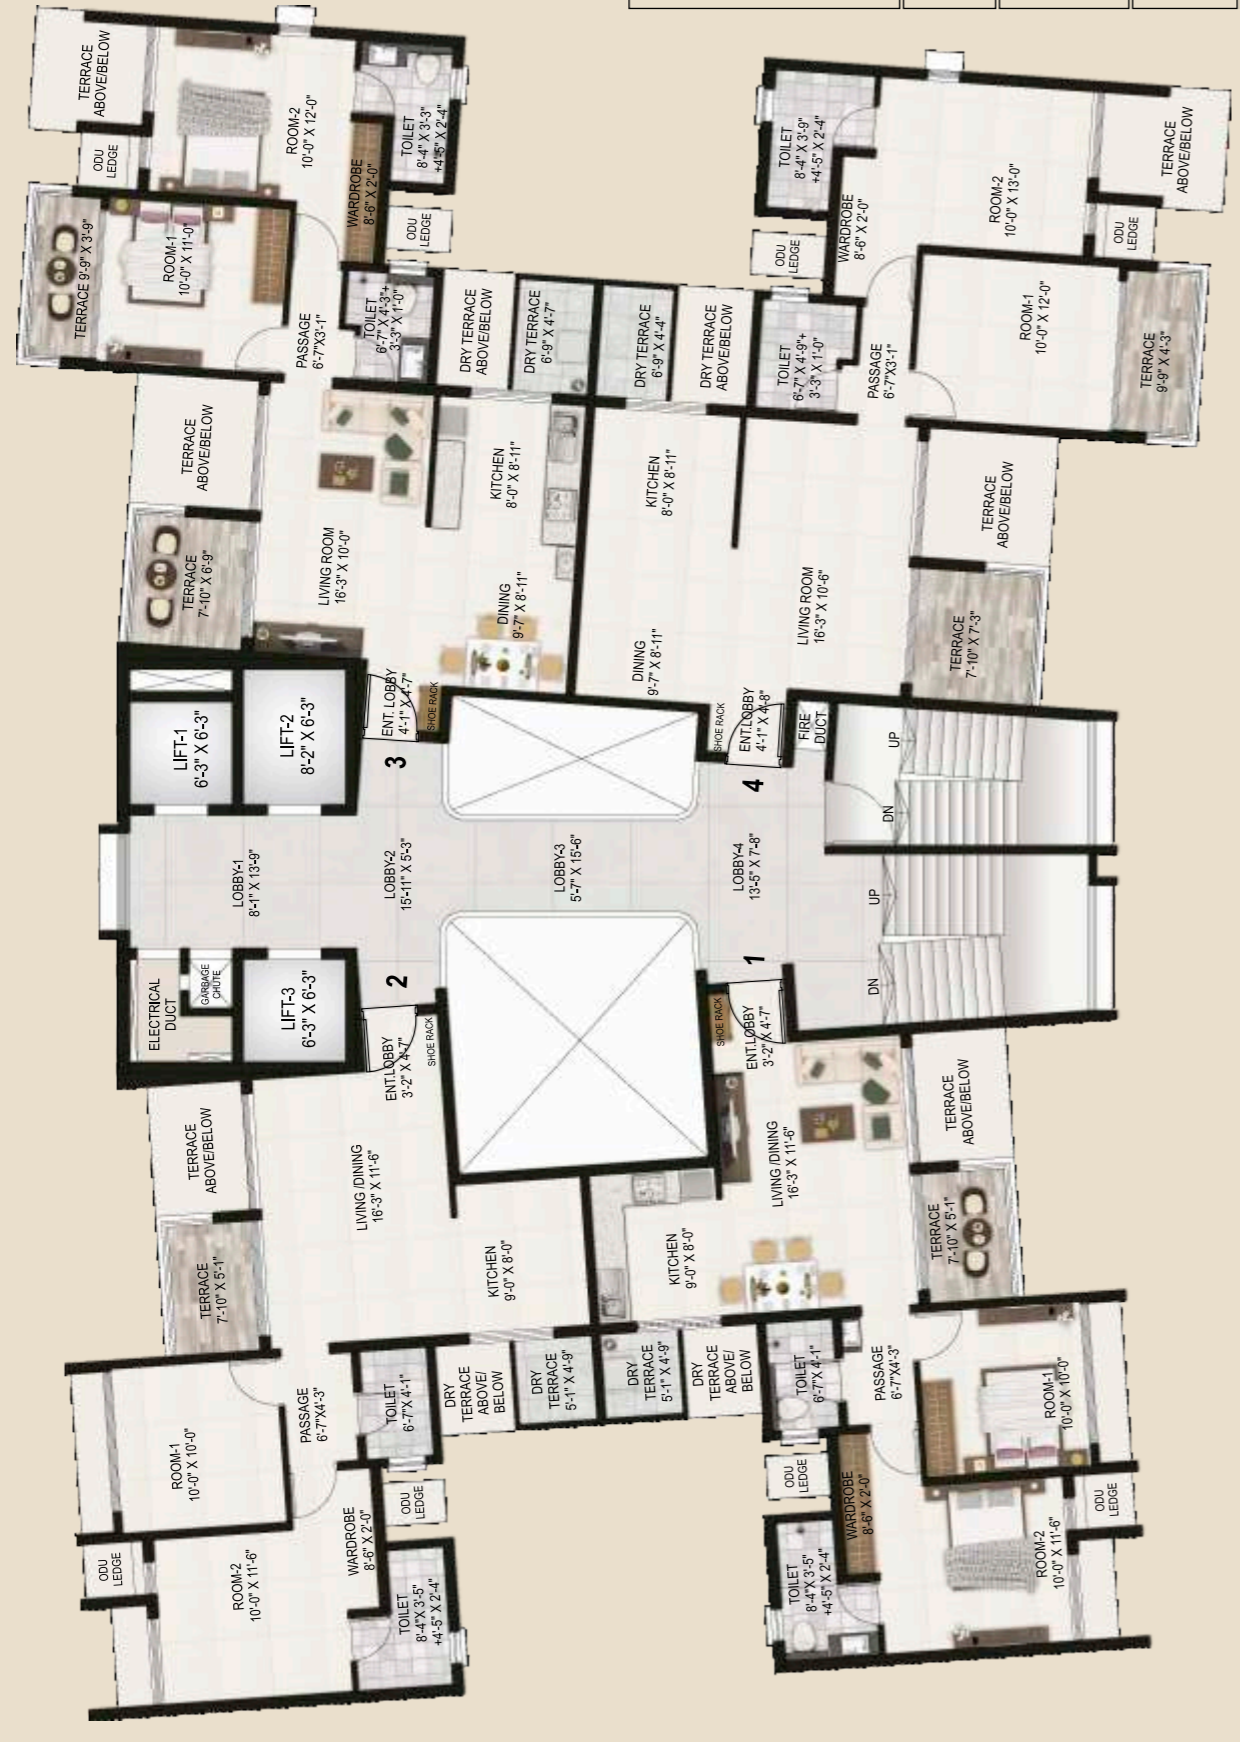 TERRACE
ABOVE/BELOW
ROOM-2
10'-0" X 12'-0"
TOILET
8'-4" X 3'-3"
+4'-5" X 2'-4"
ODU
LEDGE
WARDROBE
8'-6" X 2'-0"
ODU
LEDGE
TERRACE 9'-9" X 3'-9"
ROOM-1
10'-0" X 11'-0"
PASSAGE
6'-7"X3'-1"
TOILET
6'-7" X 4'-3"+
3'-3" X 1'-0"
DRY TERRACE
ABOVE/BELOW
DRY TERRACE
6'-9" X 4'-7"
TERRACE
ABOVE/BELOW
TERRACE
7'-10" X 6'-9"
LIVING ROOM
16'-3" X 10'-0"
KITCHEN
8'-0" X 8'-11"
DINING
9'-7" X 8'-11"
ENT. LOBBY
4'-1" X 4'-7"
SHOE RACK
3
TOILET
8'-4" X 3'-9"
+4'-5" X 2'-4"
ROOM-2
10'-0" X 13'-0"
TERRACE
ABOVE/BELOW
WARDROBE
8'-6" X 2'-0"
ODU
LEDGE
ODU
LEDGE
ROOM-1
10'-0" X 12'-0"
TERRACE
9'-9" X 4'-3"
DRY TERRACE
6'-9" X 4'-4"
DRY TERRACE
ABOVE/BELOW
TOILET
6'-7" X 4'-9"+
3'-3" X 1'-0"
PASSAGE
6'-7"X3'-1"
KITCHEN
8'-0" X 8'-11"
TERRACE
ABOVE/BELOW
DINING
9'-7" X 8'-11"
LIVING ROOM
16'-3" X 10'-6"
TERRACE
7'-10" X 7'-3"
SHOE RACK
ENT.LOBBY
4'-1" X 4'-8"
4
FIRE
DUCT
UP
DN
LIFT-1
6'-3" X 6'-3"
LIFT-2
8'-2" X 6'-3"
LOBBY-1
8'-1" X 13'-9"
LOBBY-2
15'-11" X 5'-3"
LOBBY-3
5'-7" X 15'-6"
LOBBY-4
13'-5" X 7'-8"
UP
DN
ELECTRICAL
DUCT
GARBAGE
CHUTE
LIFT-3
6'-3" X 6'-3"
2
ENT.LOBBY
3'-2" X 4'-7"
SHOE RACK
TERRACE
ABOVE/BELOW
TERRACE
7'-10" X 5'-1"
LIVING /DINING
16'-3" X 11'-6"
KITCHEN
9'-0" X 8'-0"
ROOM-1
10'-0" X 10'-0"
PASSAGE
6'-7"X4'-3"
TOILET
6'-7"X 4'-1"
DRY
TERRACE
ABOVE/
BELOW
DRY
TERRACE
5'-1" X 4'-9"
ODU
LEDGE
ROOM-2
10'-0" X 11'-6"
WARDROBE
8'-6" X 2'-0"
ODU
LEDGE
TOILET
8'-4"X 3'-5"
+4'-5" X 2'-4"
1
SHOE RACK
ENT.LOBBY
3'-2" X 4'-7"
LIVING /DINING
16'-3" X 11'-6"
TERRACE
ABOVE/BELOW
TERRACE
7'-10" X 5'-1"
KITCHEN
9'-0" X 8'-0"
DRY
TERRACE
5'-1" X 4'-9"
DRY
TERRACE
ABOVE/
BELOW
TOILET
6'-7"X 4'-1"
PASSAGE
6'-7"X4'-3"
ROOM-1
10'-0" X 10'-0"
ODU
LEDGE
WARDROBE
8'-6" X 2'-0"
ODU
LEDGE
TOILET
8'-4"X 3'-5"
+4'-5" X 2'-4"
ROOM-2
10'-0" X 11'-6"